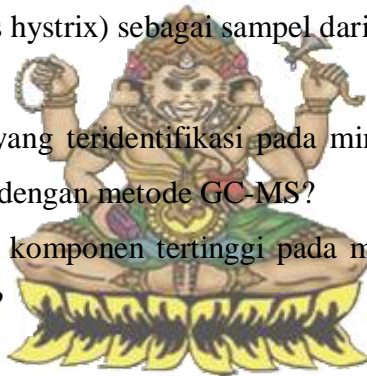 s hystrix) sebagai sampel dari
yang teridentifikasi pada min
dengan metode GC-MS?
komponen tertinggi pada m
?